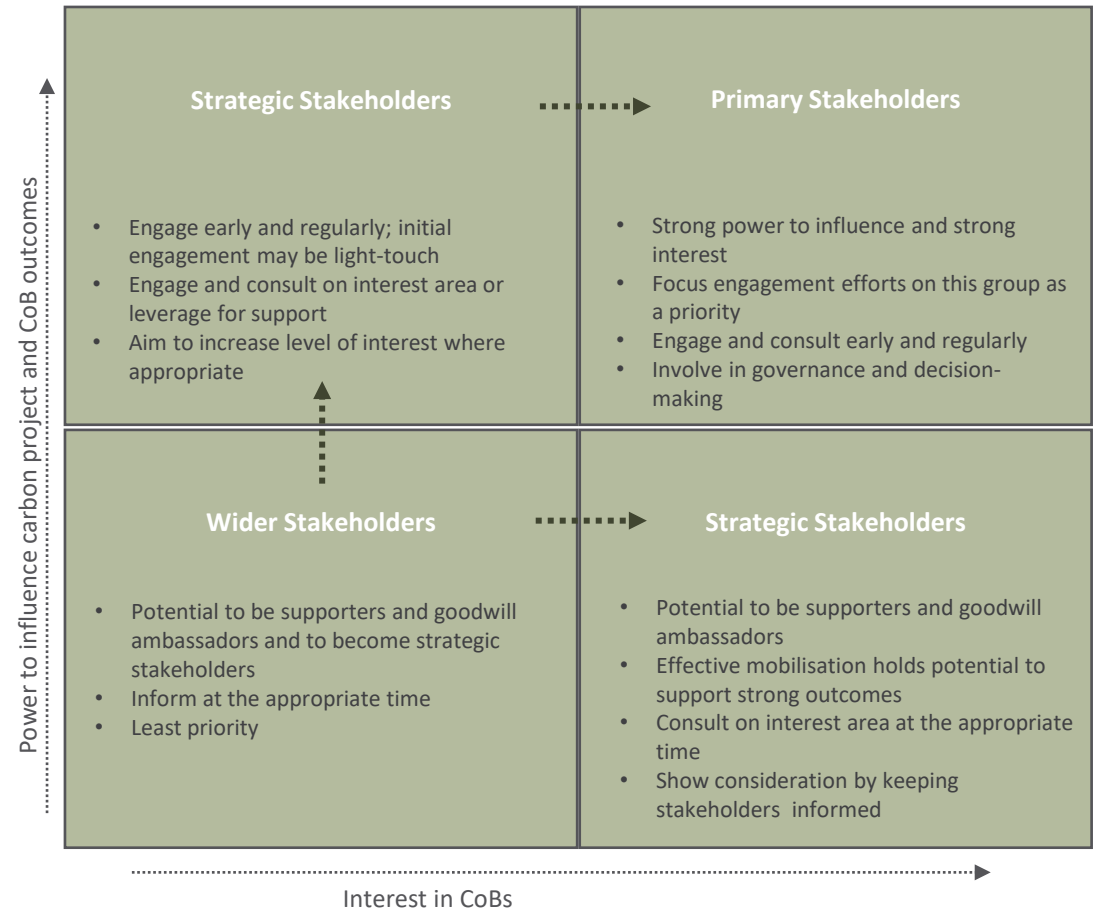 Power to influence carbon project and CoB outcomes
Strategic Stakeholders
• Engage early and regularly; initial
engagement may be light-touch
• Engage and consult on interest area or
leverage for support
• Aim to increase level of interest where
appropriate
Primary Stakeholders
• Strong power to influence and strong
interest
• Focus engagement efforts on this group as
a priority
• Engage and consult early and regularly
• Involve in governance and decision-
making
Wider Stakeholders
• Potential to be supporters and goodwill
ambassadors and to become strategic
stakeholders
• Inform at the appropriate time
• Least priority
Strategic Stakeholders
• Potential to be supporters and goodwill
ambassadors
• Effective mobilisation holds potential to
support strong outcomes
• Consult on interest area at the appropriate
time
• Show consideration by keeping
stakeholders  informed
Interest in CoBs